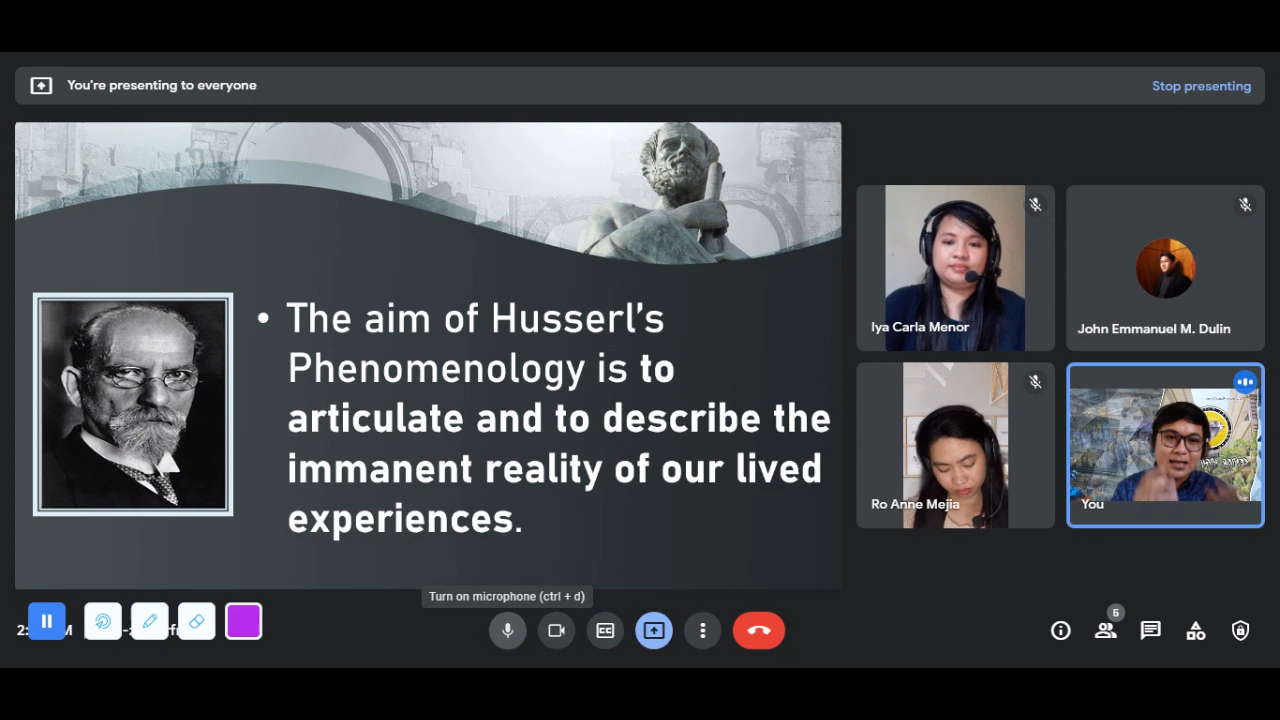 You're presenting to everyone
Stop presenting
• The aim of Husserl's
Phenomenology is to
articulate and to describe the
immanent reality of our lived
experiences.
Iya Carla Menor
John Emmanuel M. Dulin
Ro Anne Mejia
You
Turn on microphone (ctrl + d)
CC
5